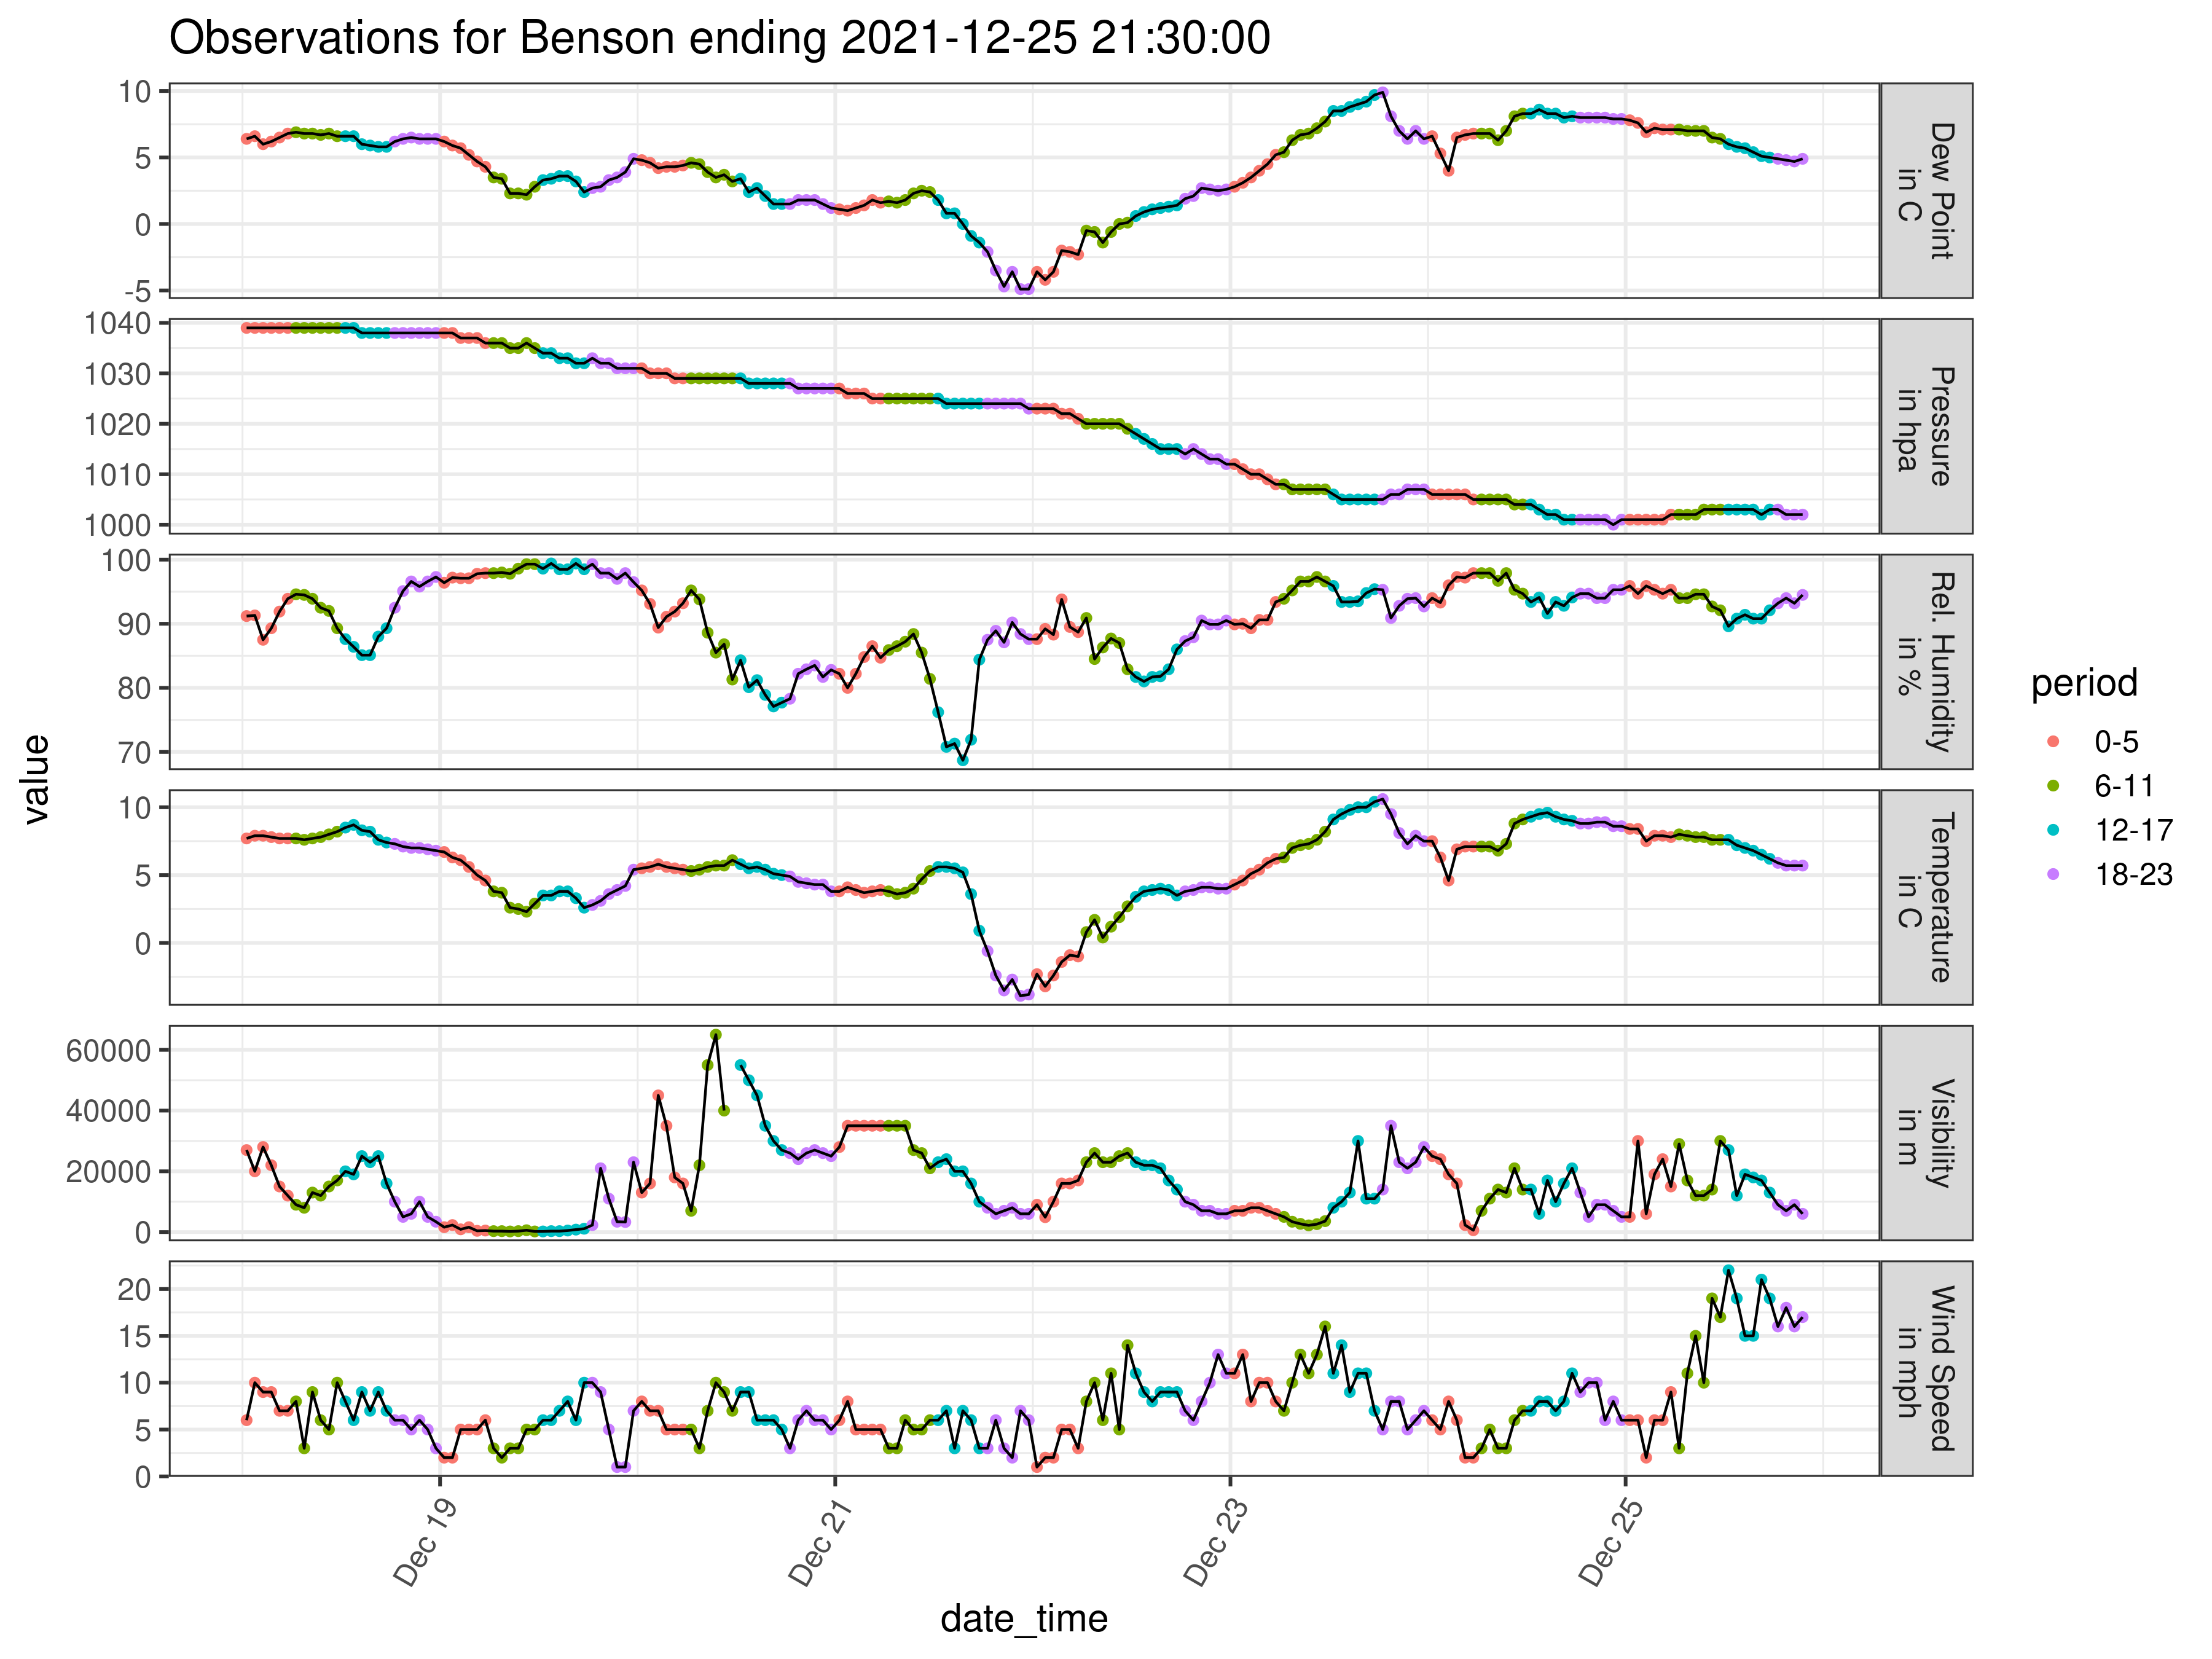 Observations for Benson ending 2021-12-25 21:30:00
value
10
5
0
-5
Dew Point
in C
1040
1030
1020
1010
1000
Pressure
in hpa
100
90
80
70
Rel. Humidity
in %
10
5
0
Temperature
in C
60000
40000
20000
0
Visibility
in m
20
15
10
5
0
Wind Speed
in mph
Dec 19
Dec 21
Dec 23
Dec 25
date_time
period
0-5
6-11
12-17
18-23